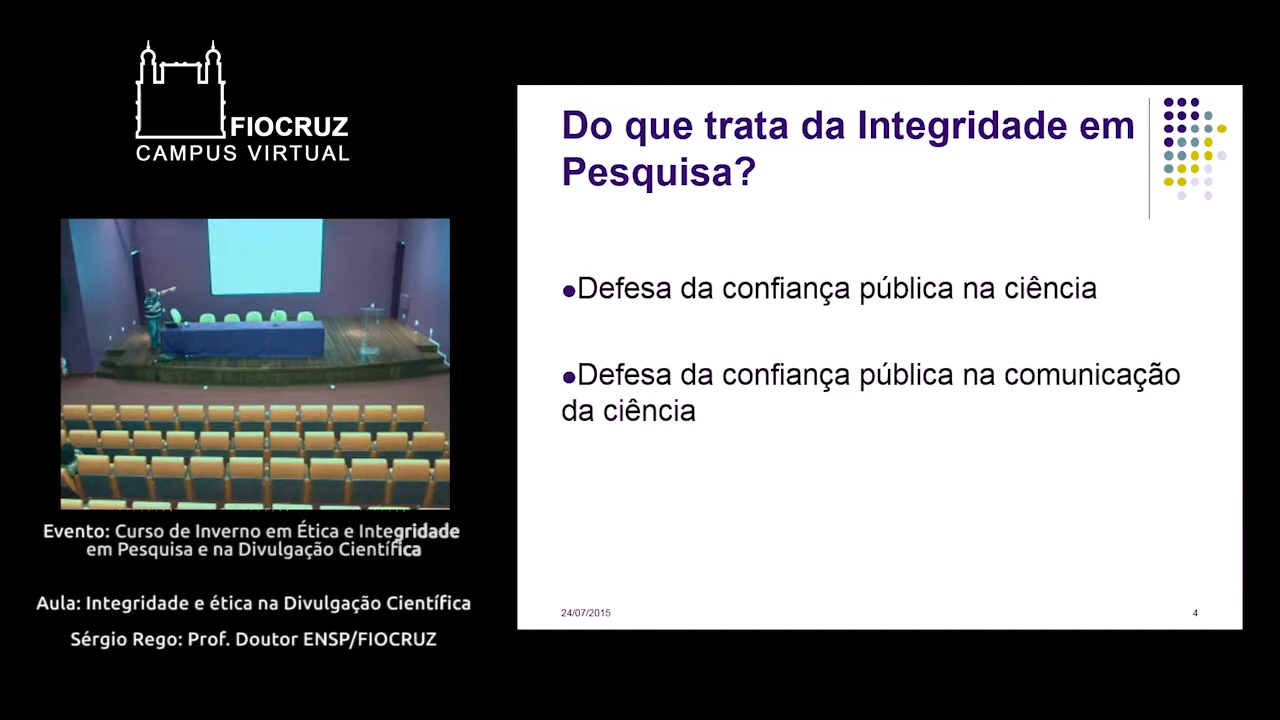 FIOCRUZ
CAMPUS VIRTUAL
Evento: Curso de Inverno em Ética e Integridade
em Pesquisa e na Divulgação Científica
Aula: Integridade e ética na Divulgação Científica
Sérgio Rego: Prof. Doutor ENSP/FIOCRUZ
Do que trata da Integridade em
Pesquisa?
●Defesa da confiança pública na ciência
●Defesa da confiança pública na comunicação
da ciência
24/07/2015
4